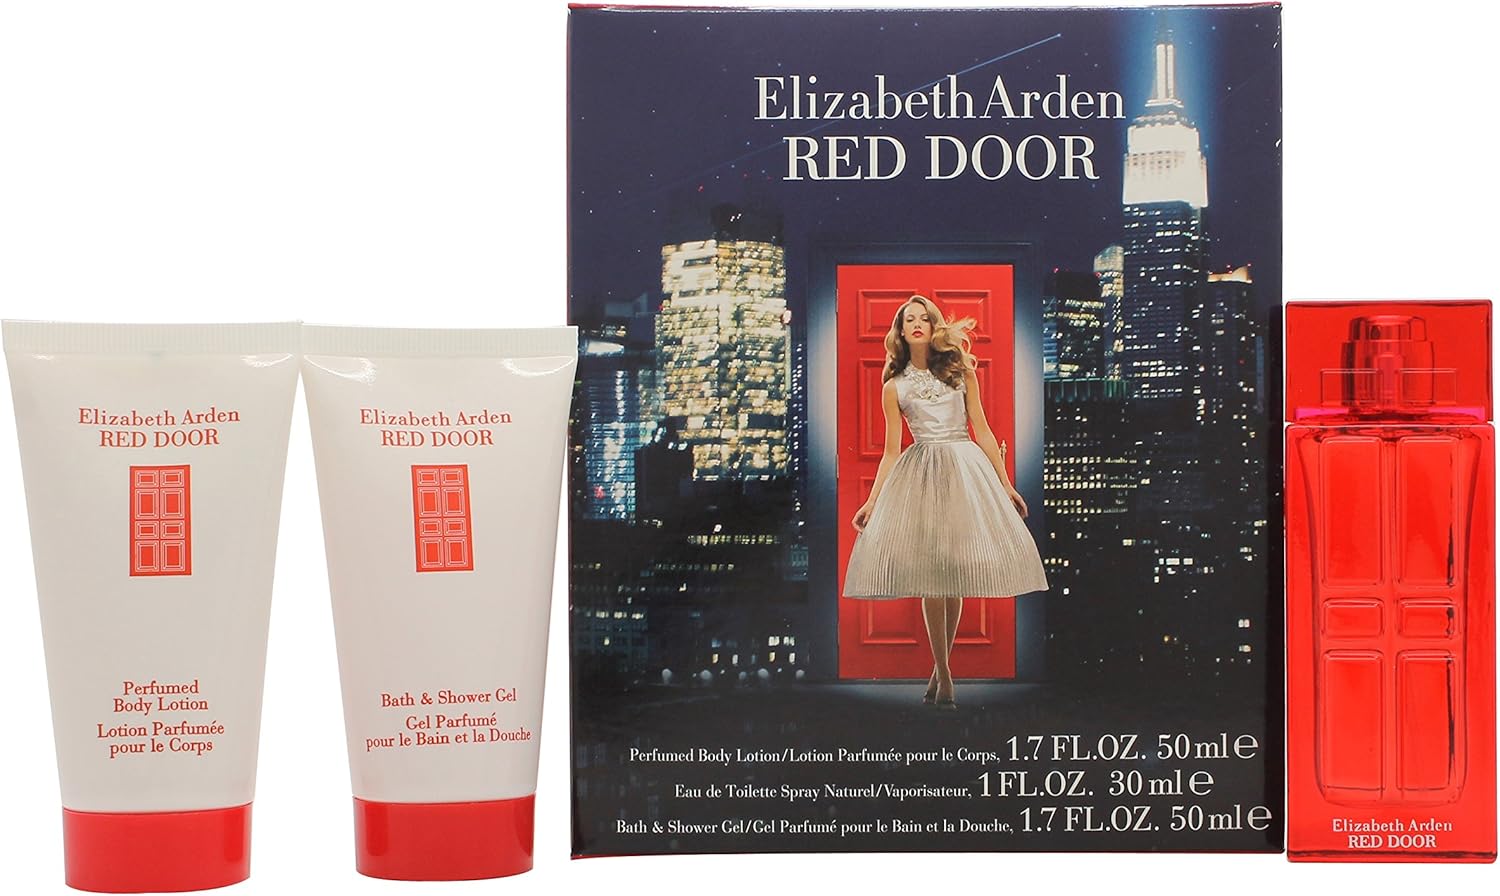 Elizabeth Arden
RED DOOR
Perfumed
Body Lotion
Lotion Parfumée
pour le Corps
Elizabeth Arden
RED DOOR
Bath & Shower Gel
Gel Parfumé
pour le Bain et la Douche
Elizabeth Arden
RED DOOR
Perfumed Body Lotion/Lotion Parfumée pour le Corps, 1.7 FL.OZ. 50 ml e
Eau de Toilette Spray Naturel/Vaporisateur, 1 FL.OZ. 30 ml e
Bath & Shower Gel/Gel Parfumé pour le Bain et la Douche, 1.7 FL.OZ. 50 ml e
Elizabeth Arden
RED DOOR